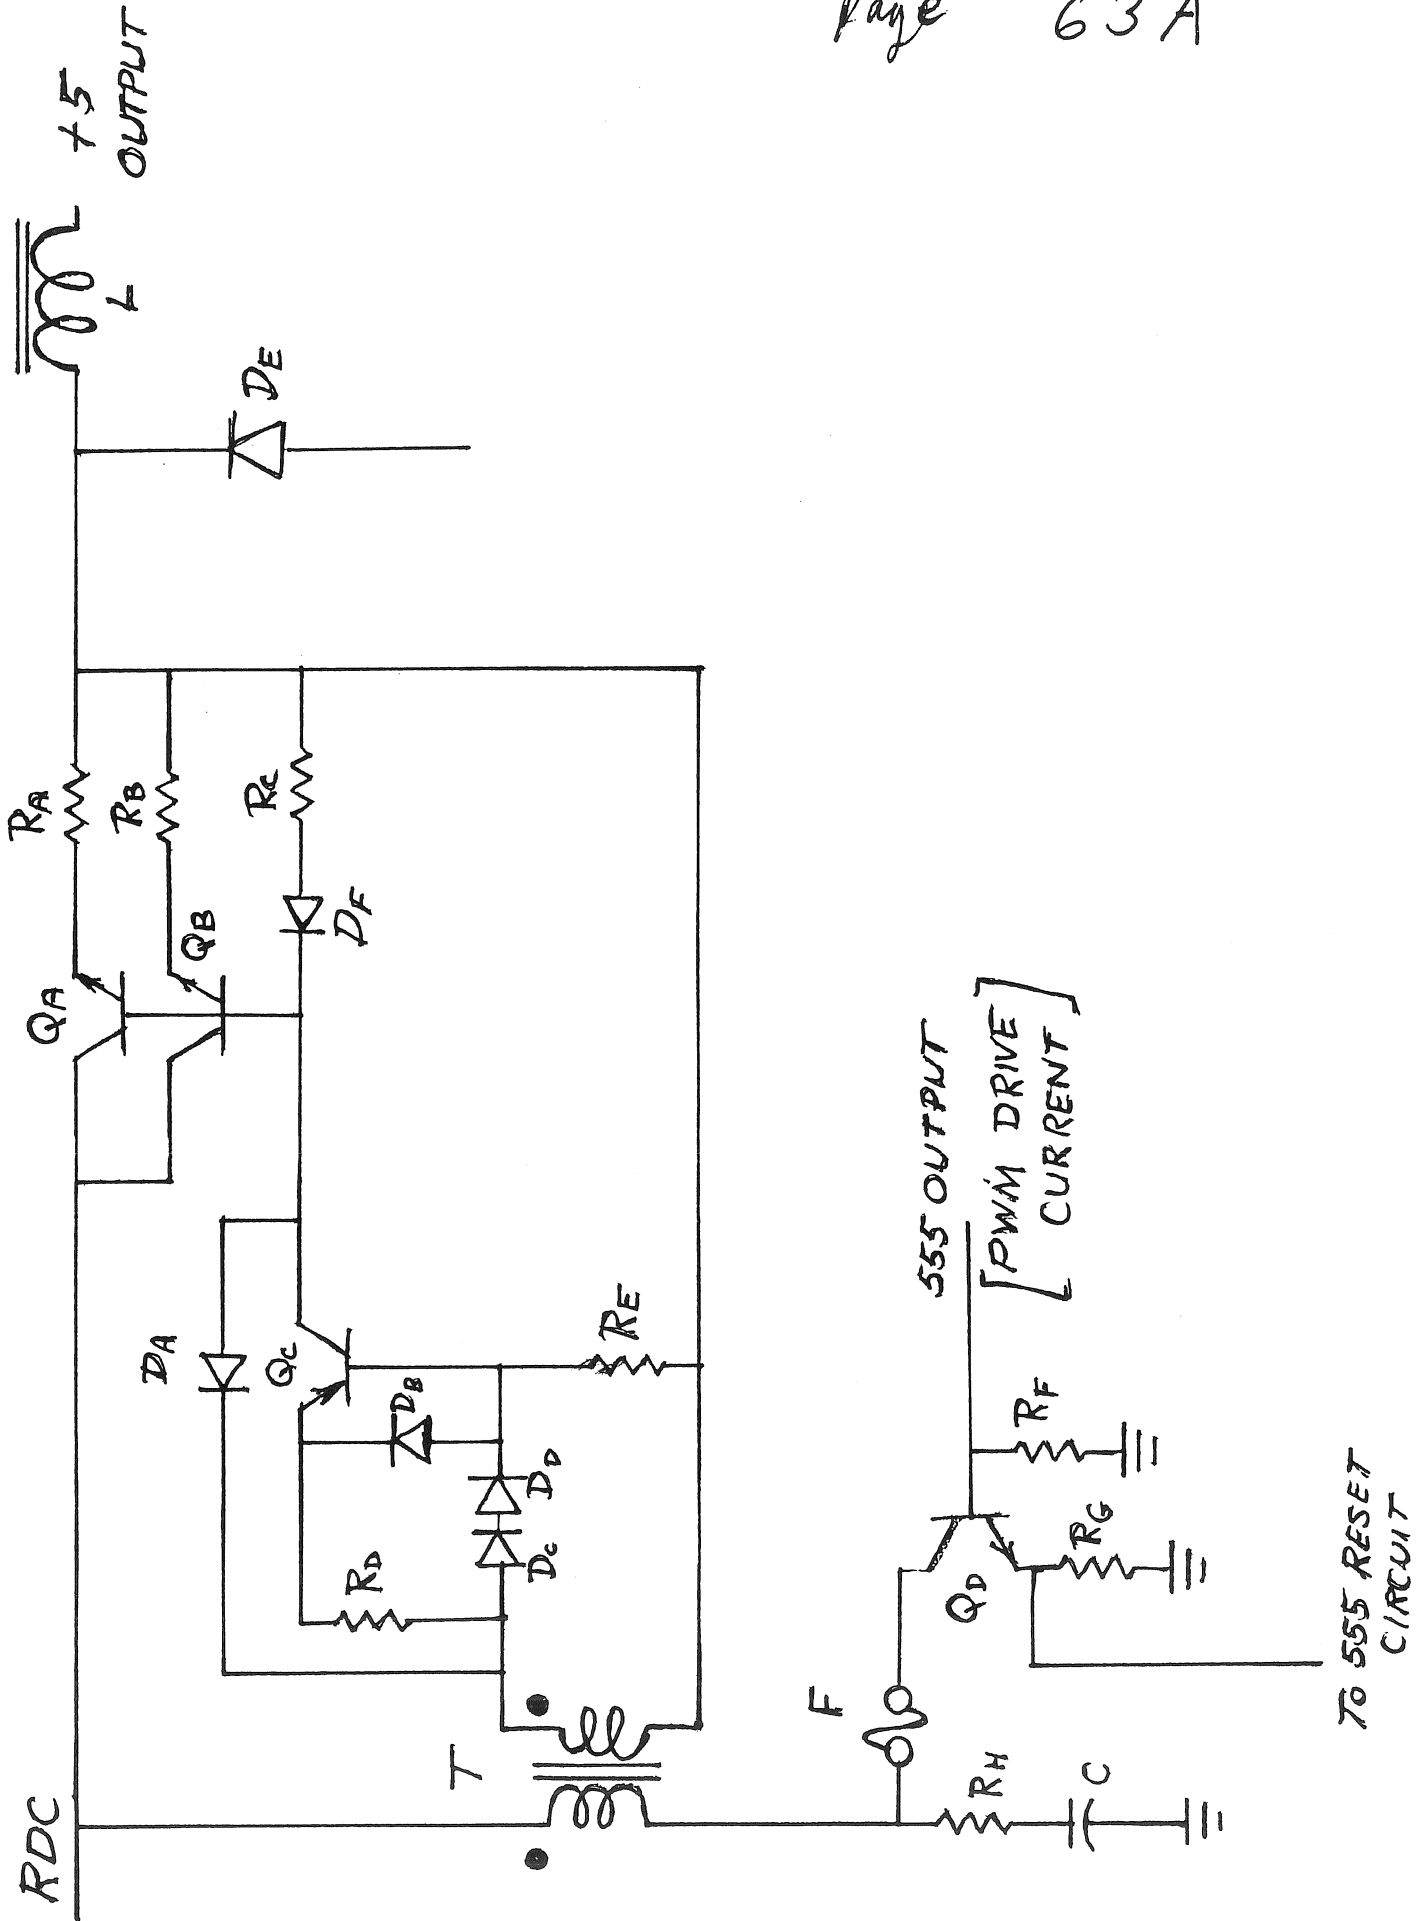 Page 63A
RDC
+5
OUTPUT
L
DE
RA
RB
RC
QA
QB
DF
DA
QC
DB
DD
DC
RD
RE
T
F
RH
C
QD
RG
RF
555 OUTPUT
[PWM DRIVE
CURRENT]
TO 555 RESET
CIRCUIT